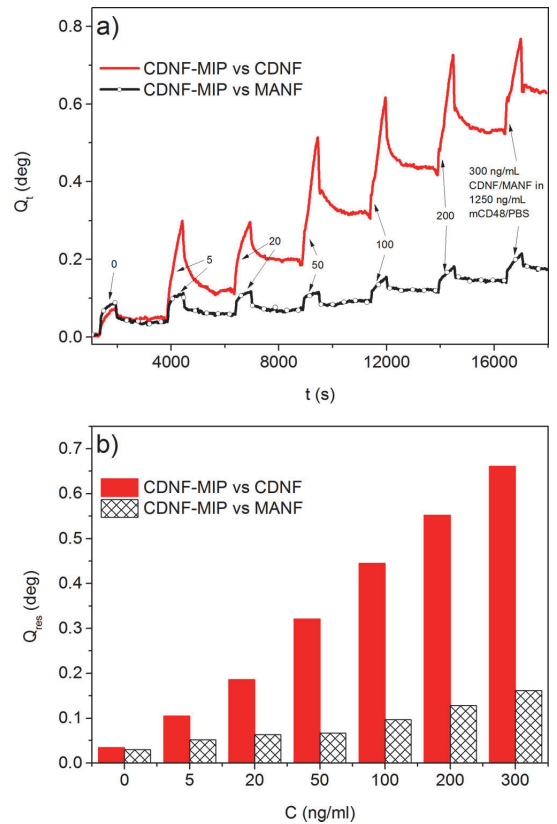 a)
CDNF-MIP vs CDNF
CDNF-MIP vs MANF
Qt (deg)
0.8
0.6
0.4
0.2
0.0
0
5
20
50
100
200
300 ng/mL
CDNF/MANF in
1250 ng/mL
mCD48/PBS
4000 8000 12000 16000
t (s)
b)
CDNF-MIP vs CDNF
CDNF-MIP vs MANF
Qres (deg)
0.7
0.6
0.5
0.4
0.3
0.2
0.1
0.0
0 5 20 50 100 200 300
C (ng/ml)